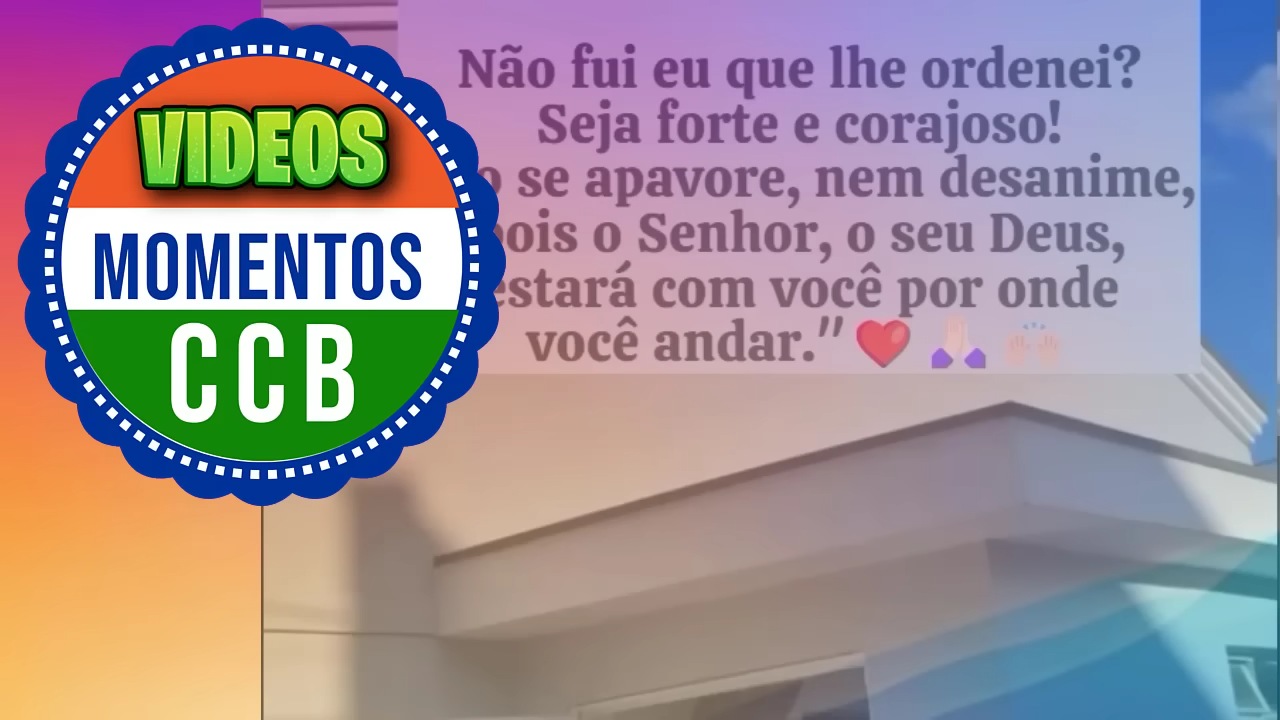 VIDEOS
MOMENTOS
CCB
Não fui eu que lhe ordenei?
Seja forte e corajoso!
se apavore, nem desanime,
pois o Senhor, o seu Deus,
estará com você por onde
você andar."❤️ 🙏🏻 🙌🏻